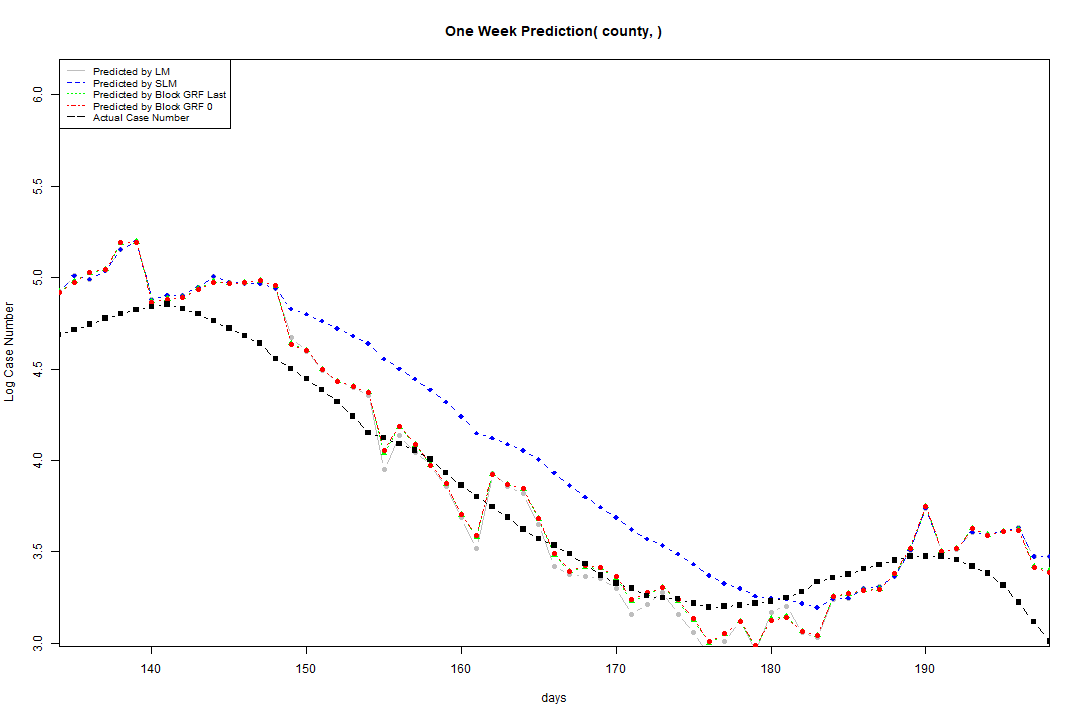 One Week Prediction( county, )
Predicted by LM
Predicted by SLM
Predicted by Block GRF Last
Predicted by Block GRF 0
Actual Case Number
6.0
5.5
5.0
4.5
4.0
3.5
3.0
Log Case Number
140 150 160 170 180 190
days